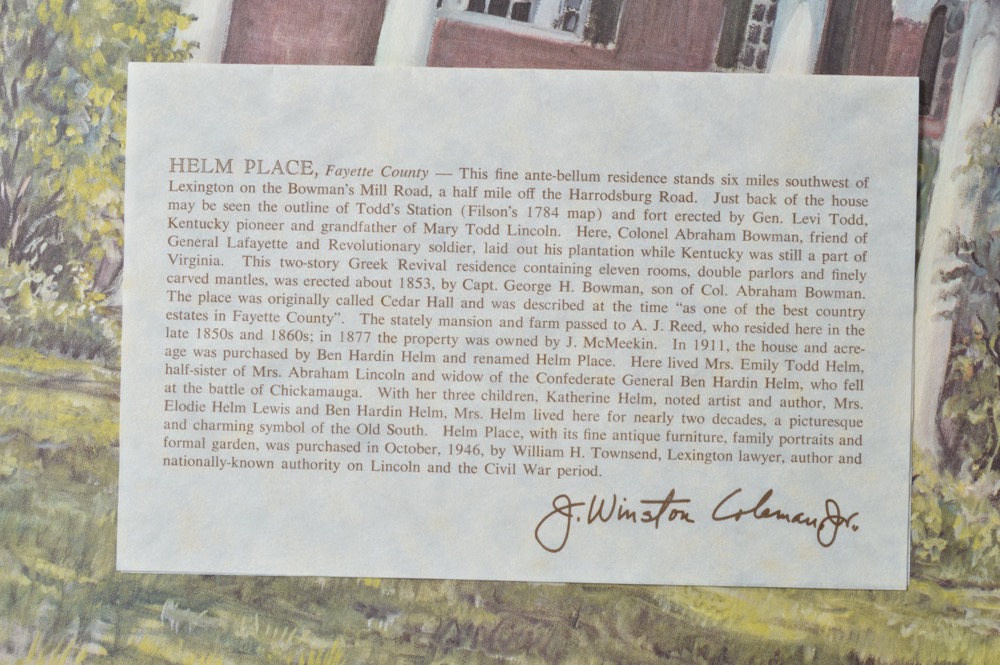 HELM PLACE, Fayette County — This fine ante-bellum residence stands six miles southwest of
Lexington on the Bowman's Mill Road, a half mile off the Harrodsburg Road. Just back of the house
may be seen the outline of Todd's Station (Filson's 1784 map) and fort erected by Gen. Levi Todd,
Kentucky pioneer and grandfather of Mary Todd Lincoln. Here, Colonel Abraham Bowman, friend of
General Lafayette and Revolutionary soldier, laid out his plantation while Kentucky was still a part of
Virginia. This two-story Greek Revival residence containing eleven rooms, double parlors and finely
carved mantles, was erected about 1853, by Capt. George H. Bowman, son of Col. Abraham Bowman.
The place was originally called Cedar Hall and was described at the time "as one of the best country
estates in Fayette County". The stately mansion and farm passed to A. J. Reed, who resided here in the
late 1850s and 1860s; in 1877 the property was owned by J. McMeekin. In 1911, the house and acre-
age was purchased by Ben Hardin Helm and renamed Helm Place. Here lived Mrs. Emily Todd Helm,
half-sister of Mrs. Abraham Lincoln and widow of the Confederate General Ben Hardin Helm, who fell
at the battle of Chickamauga. With her three children, Katherine Helm, noted artist and author, Mrs.
Elodie Helm Lewis and Ben Hardin Helm, Mrs. Helm lived here for nearly two decades, a picturesque
and charming symbol of the Old South. Helm Place, with its fine antique furniture, family portraits and
formal garden, was purchased in October, 1946, by William H. Townsend, Lexington lawyer, author and
nationally-known authority on Lincoln and the Civil War period.
J. Winston Coleman, Jr.